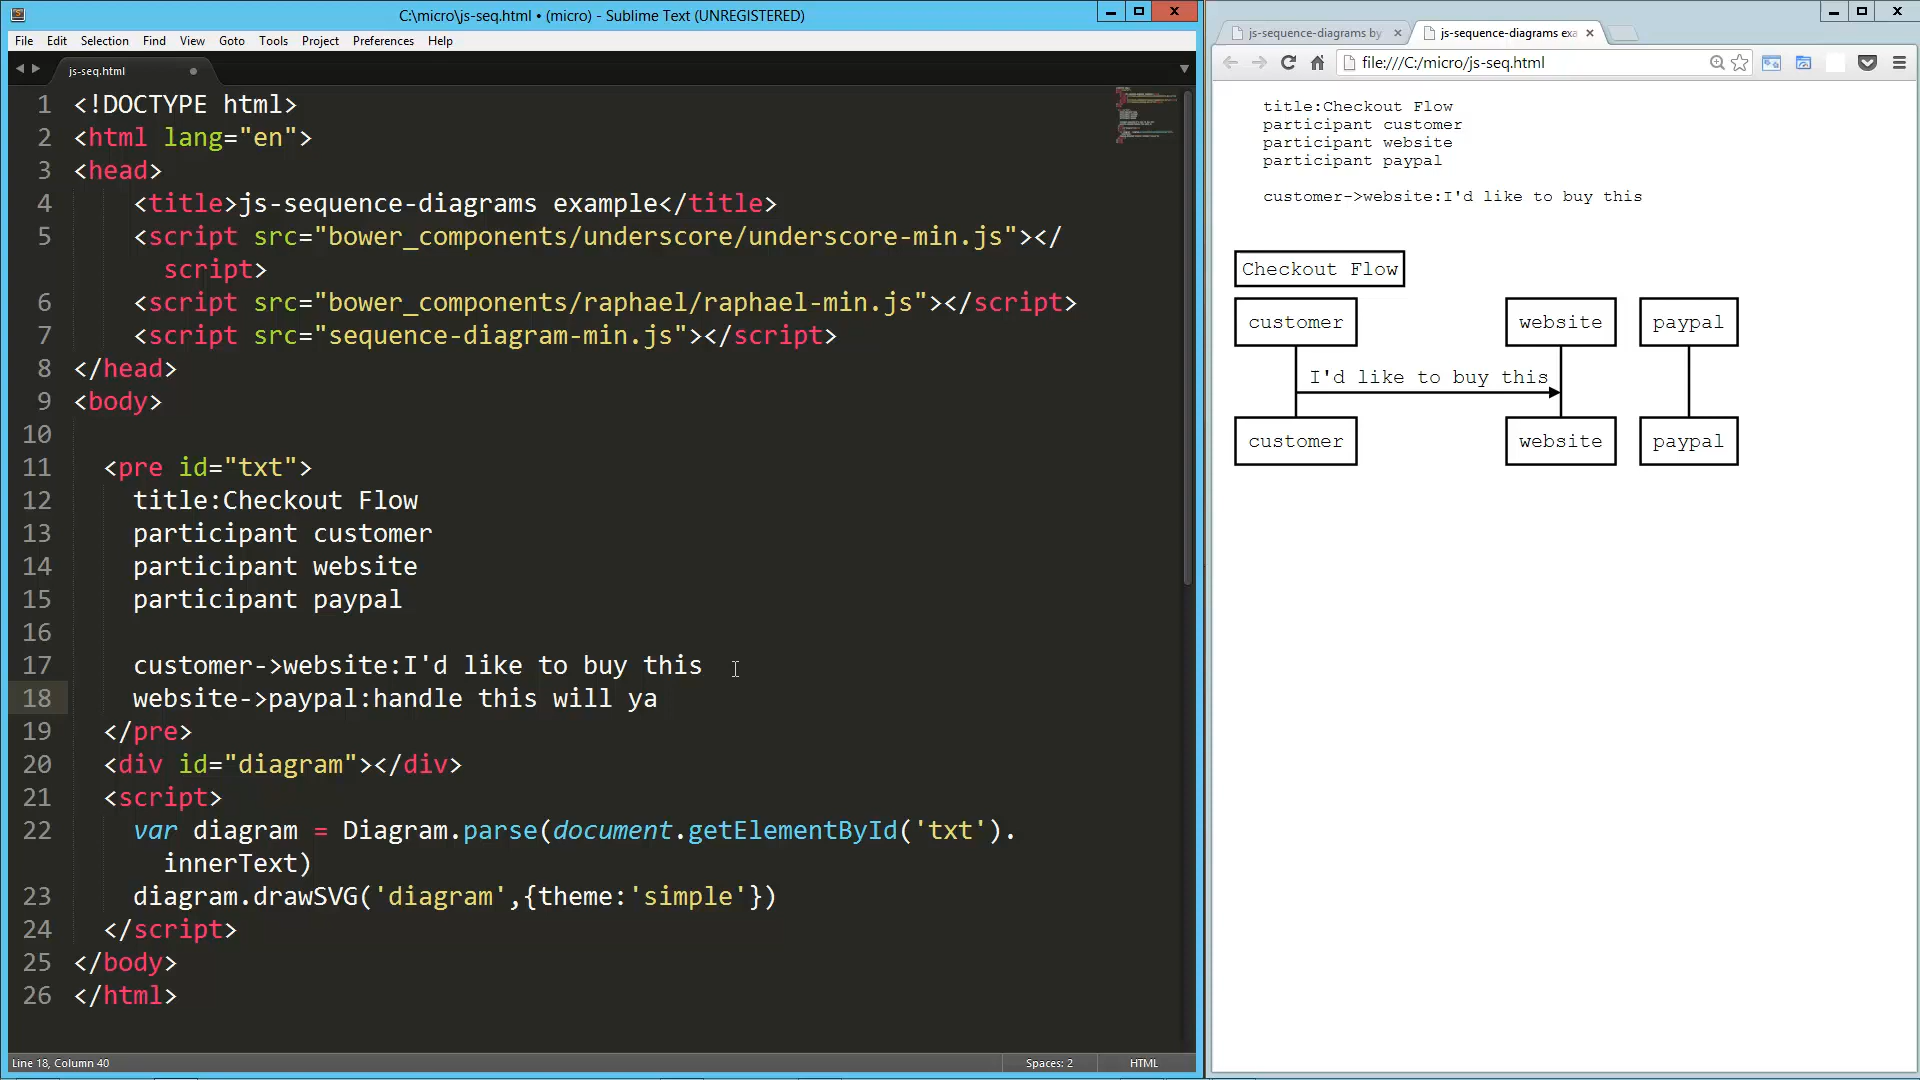 C:\micro\js-seq.html • (micro) - Sublime Text (UNREGISTERED)
File Edit Selection Find View Goto Tools Project Preferences Help
js-seq.html
1 <!DOCTYPE html>
2 <html lang="en">
3 <head>
4 <title>js-sequence-diagrams example</title>
5 <script src="bower_components/underscore/underscore-min.js"></
script>
6 <script src="bower_components/raphael/raphael-min.js"></script>
7 <script src="sequence-diagram-min.js"></script>
8 </head>
9 <body>
10
11 <pre id="txt">
12 title:Checkout Flow
13 participant customer
14 participant website
15 participant paypal
16
17 customer->website:I'd like to buy this
18 website->paypal:handle this will ya
19 </pre>
20 <div id="diagram"></div>
21 <script>
22 var diagram = Diagram.parse(document.getElementById('txt').
innerText)
23 diagram.drawSVG('diagram',{theme:'simple'})
24 </script>
25 </body>
26 </html>
Line 18, Column 40 Spaces: 2 HTML
js-sequence-diagrams by js-sequence-diagrams exa
file:///C:/micro/js-seq.html
title:Checkout Flow
participant customer
participant website
participant paypal
customer->website:I'd like to buy this
Checkout Flow
customer website paypal
I'd like to buy this
customer website paypal